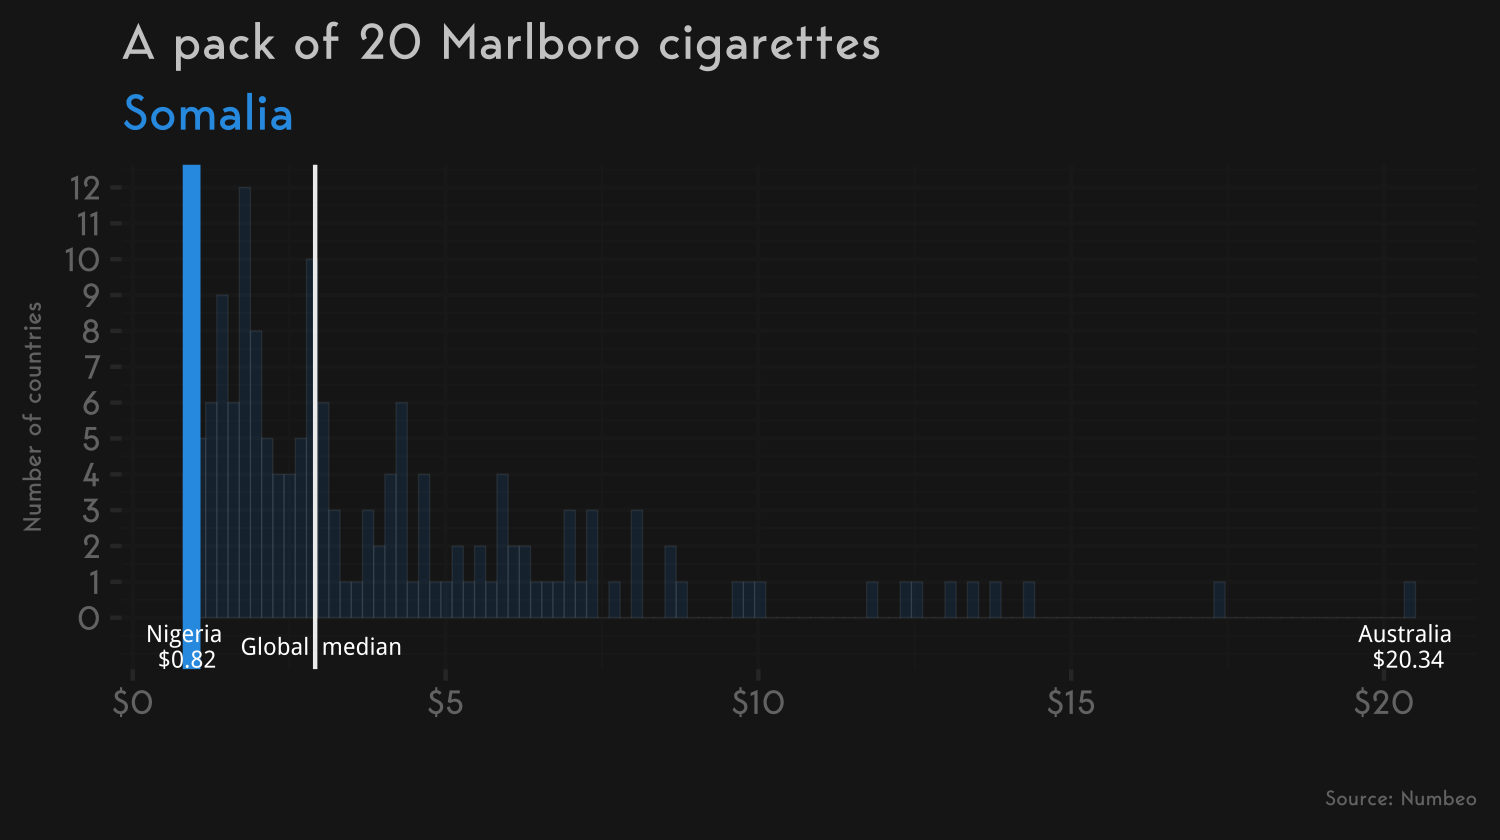 A pack of 20 Marlboro cigarettes
Somalia
Number of countries
12
11
10
9
8
7
6
5
4
3
2
1
0
Nigeria
$0.82
Global median
Australia
$20.34
$0 $5 $10 $15 $20
Source: Numbeo